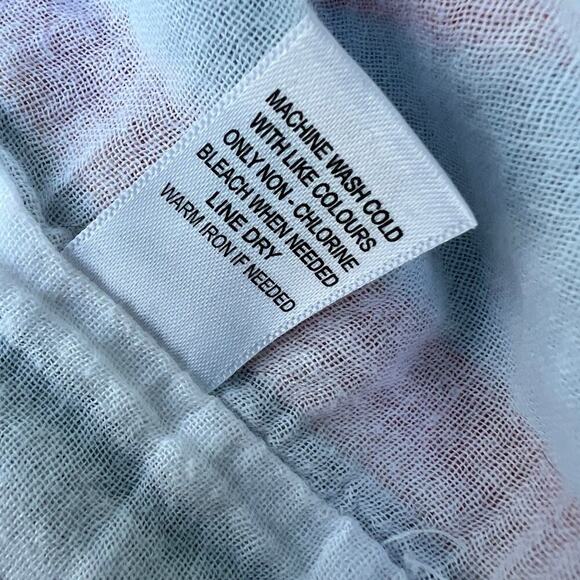 MACHINE WASH COLD
WITH LIKE COLOURS
ONLY NON - CHLORINE
BLEACH WHEN NEEDED
LINE DRY
WARM IRON IF NEEDED